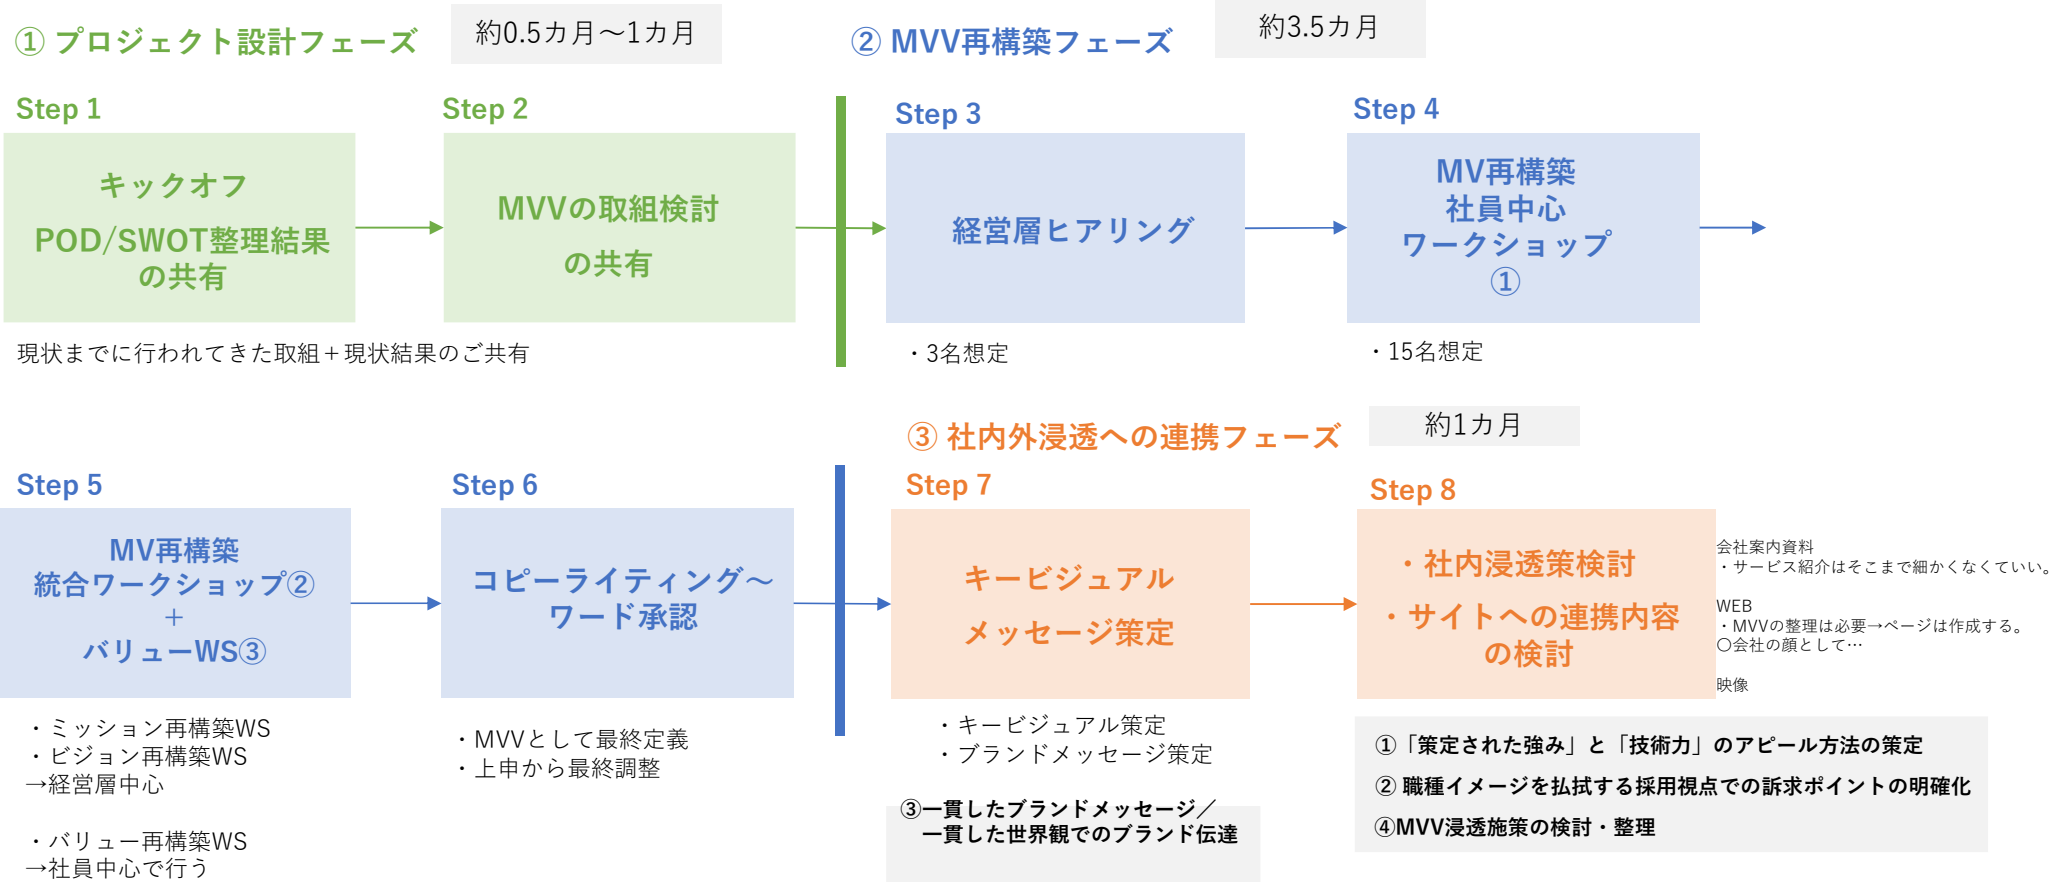 ① プロジェクト設計フェーズ
約0.5カ月～1カ月
② MVV再構築フェーズ
約3.5カ月
Step 1
キックオフ
POD/SWOT整理結果
の共有
Step 2
MVVの取組検討
の共有
現状までに行われてきた取組＋現状結果のご共有
Step 3
経営層ヒアリング
・3名想定
Step 4
MV再構築
社員中心
ワークショップ
①
・15名想定
③ 社内外浸透への連携フェーズ
約1カ月
Step 5
MV再構築
統合ワークショップ②
＋
バリューWS③
・ミッション再構築WS
・ビジョン再構築WS
→経営層中心
・バリュー再構築WS
→社員中心で行う
Step 6
コピーライティング～
ワード承認
・MVVとして最終定義
・上申から最終調整
Step 7
キービジュアル
メッセージ策定
・キービジュアル策定
・ブランドメッセージ策定
③一貫したブランドメッセージ／
一貫した世界観でのブランド伝達
Step 8
・社内浸透策検討
・サイトへの連携内容
の検討
会社案内資料
・サービス紹介はそこまで細かくなくていい。
WEB
・MVVの整理は必要→ページは作成する。
〇会社の顔として…
映像
①「策定された強み」と「技術力」のアピール方法の策定
② 職種イメージを払拭する採用視点での訴求ポイントの明確化
④MVV浸透施策の検討・整理